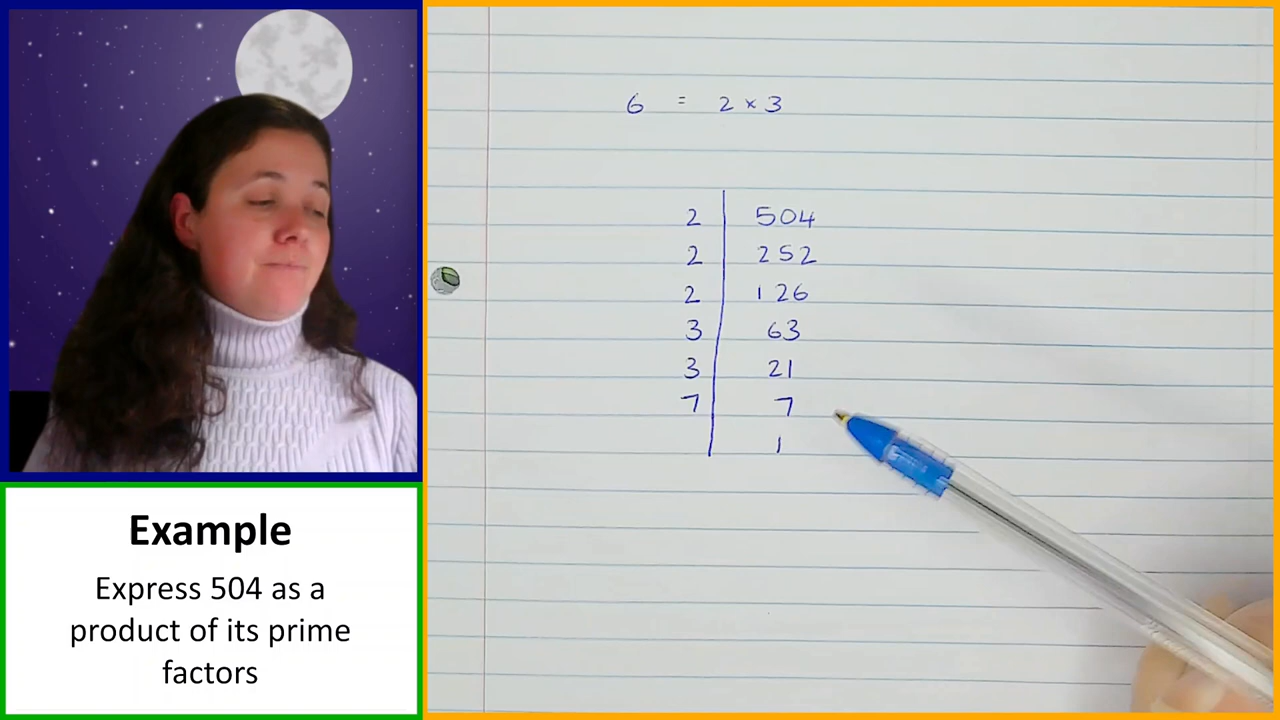 6 = 2 × 3
2 504
2 252
2 126
3 63
3 21
7 7
1
Example
Express 504 as a
product of its prime
factors